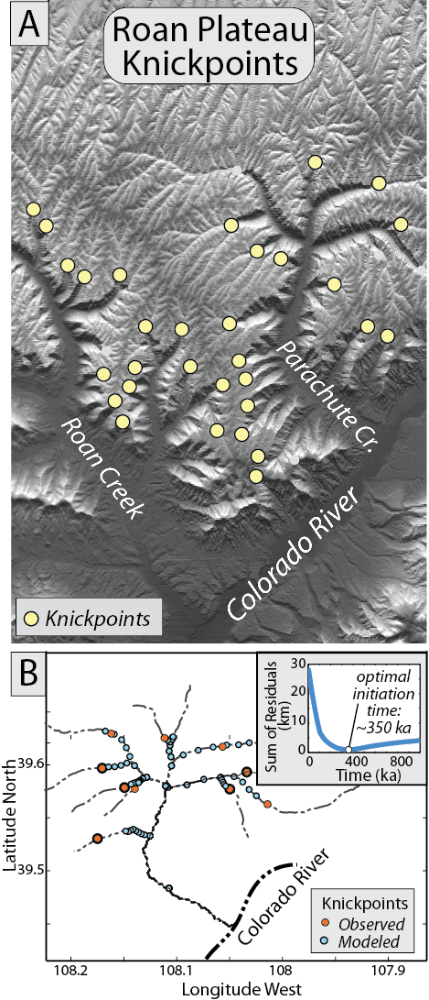 A
Roan Plateau
Knickpoints
Parachute Cr.
Roan Creek
Colorado River
Knickpoints
B
30
20
10
0
Sum of Residuals
(km)
optimal
initiation
time:
~350 ka
0
400
800
Time (ka)
39.6
39.5
Latitude North
Colorado River
Knickpoints
Observed
Modeled
108.2
108.1
108
107.9
Longitude West